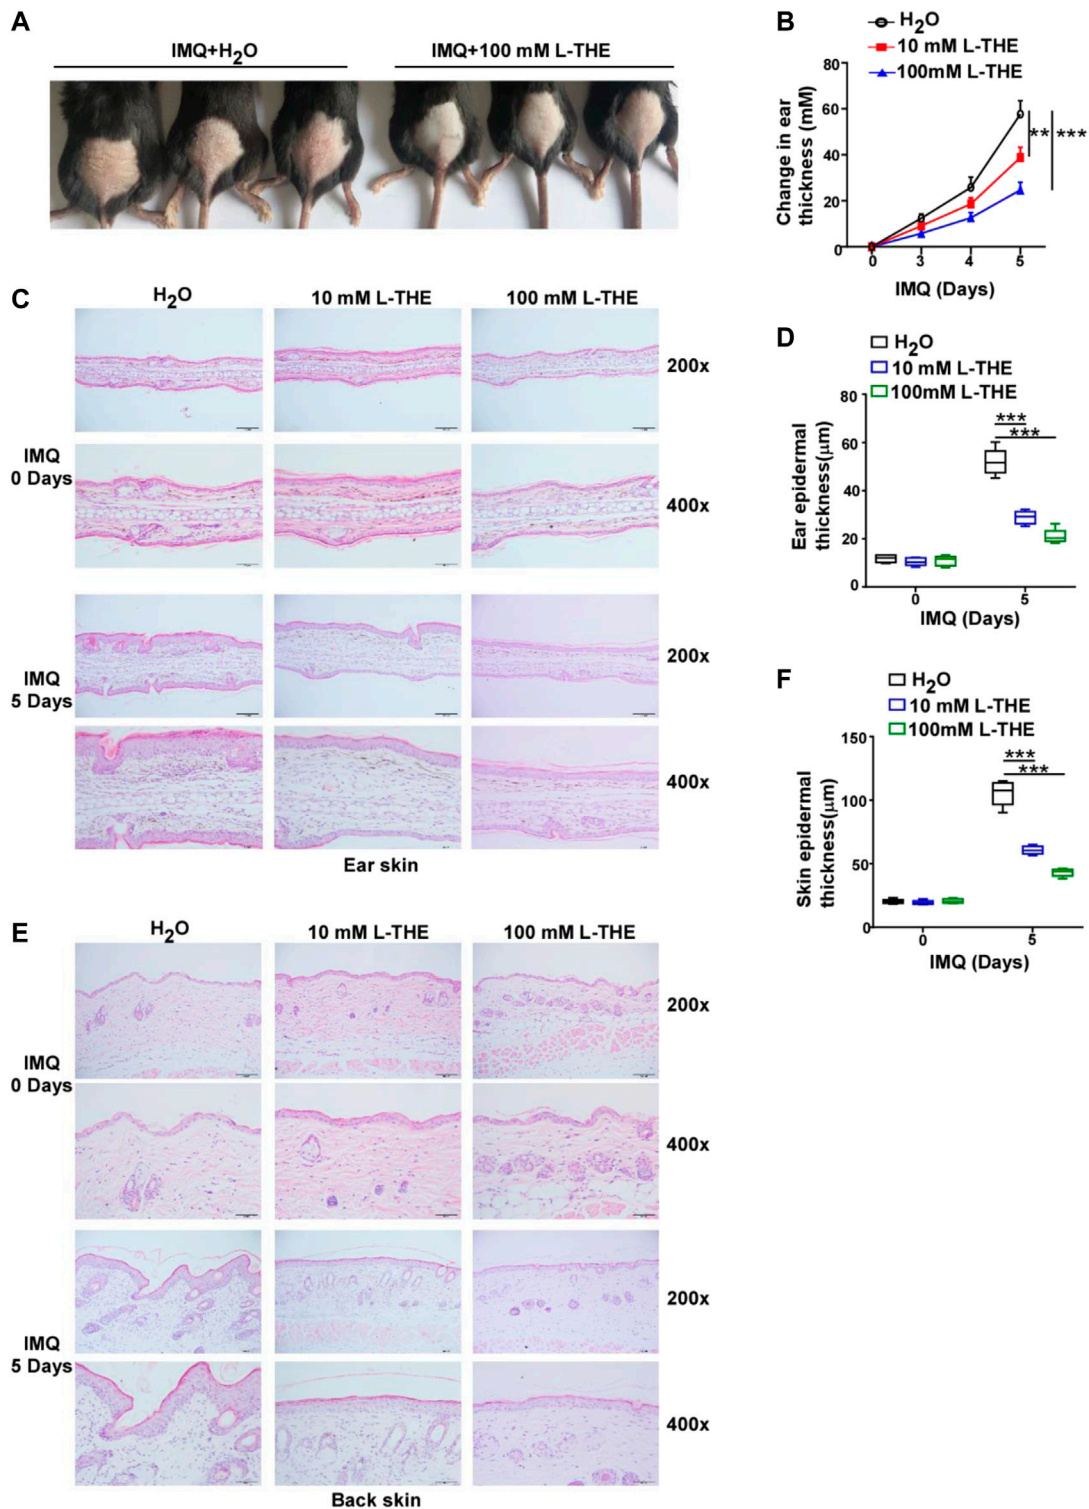 A
IMQ+H2O
IMQ+100 mM L-THE
B
H2O
10 mM L-THE
100mM L-THE
Change in ear
thickness (mM)
80
60
40
20
0
**
***
0
3
4
5
IMQ (Days)
C
H2O
10 mM L-THE
100 mM L-THE
IMQ
0 Days
200x
400x
IMQ
5 Days
200x
400x
Ear skin
D
H2O
10 mM L-THE
100mM L-THE
Ear epidermal
thickness(μm)
80
60
40
20
0
***
***
0
5
IMQ (Days)
E
H2O
10 mM L-THE
100 mM L-THE
IMQ
0 Days
200x
400x
IMQ
5 Days
200x
400x
Back skin
F
H2O
10 mM L-THE
100mM L-THE
Skin epidermal
thickness(μm)
150
100
50
0
***
***
0
5
IMQ (Days)